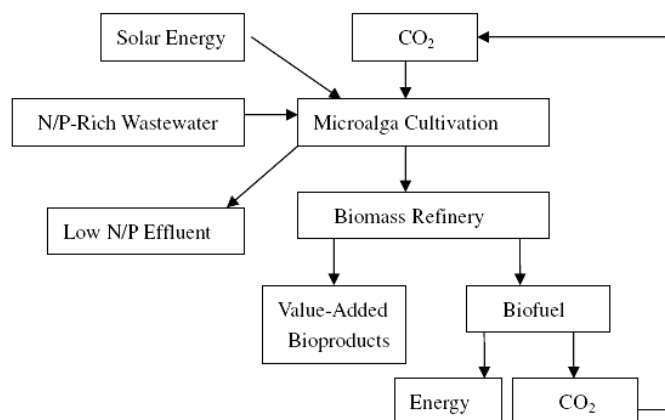 Solar Energy
CO₂
N/P-Rich Wastewater
Microalga Cultivation
Low N/P Effluent
Biomass Refinery
Value-Added
Bioproducts
Biofuel
Energy
CO₂